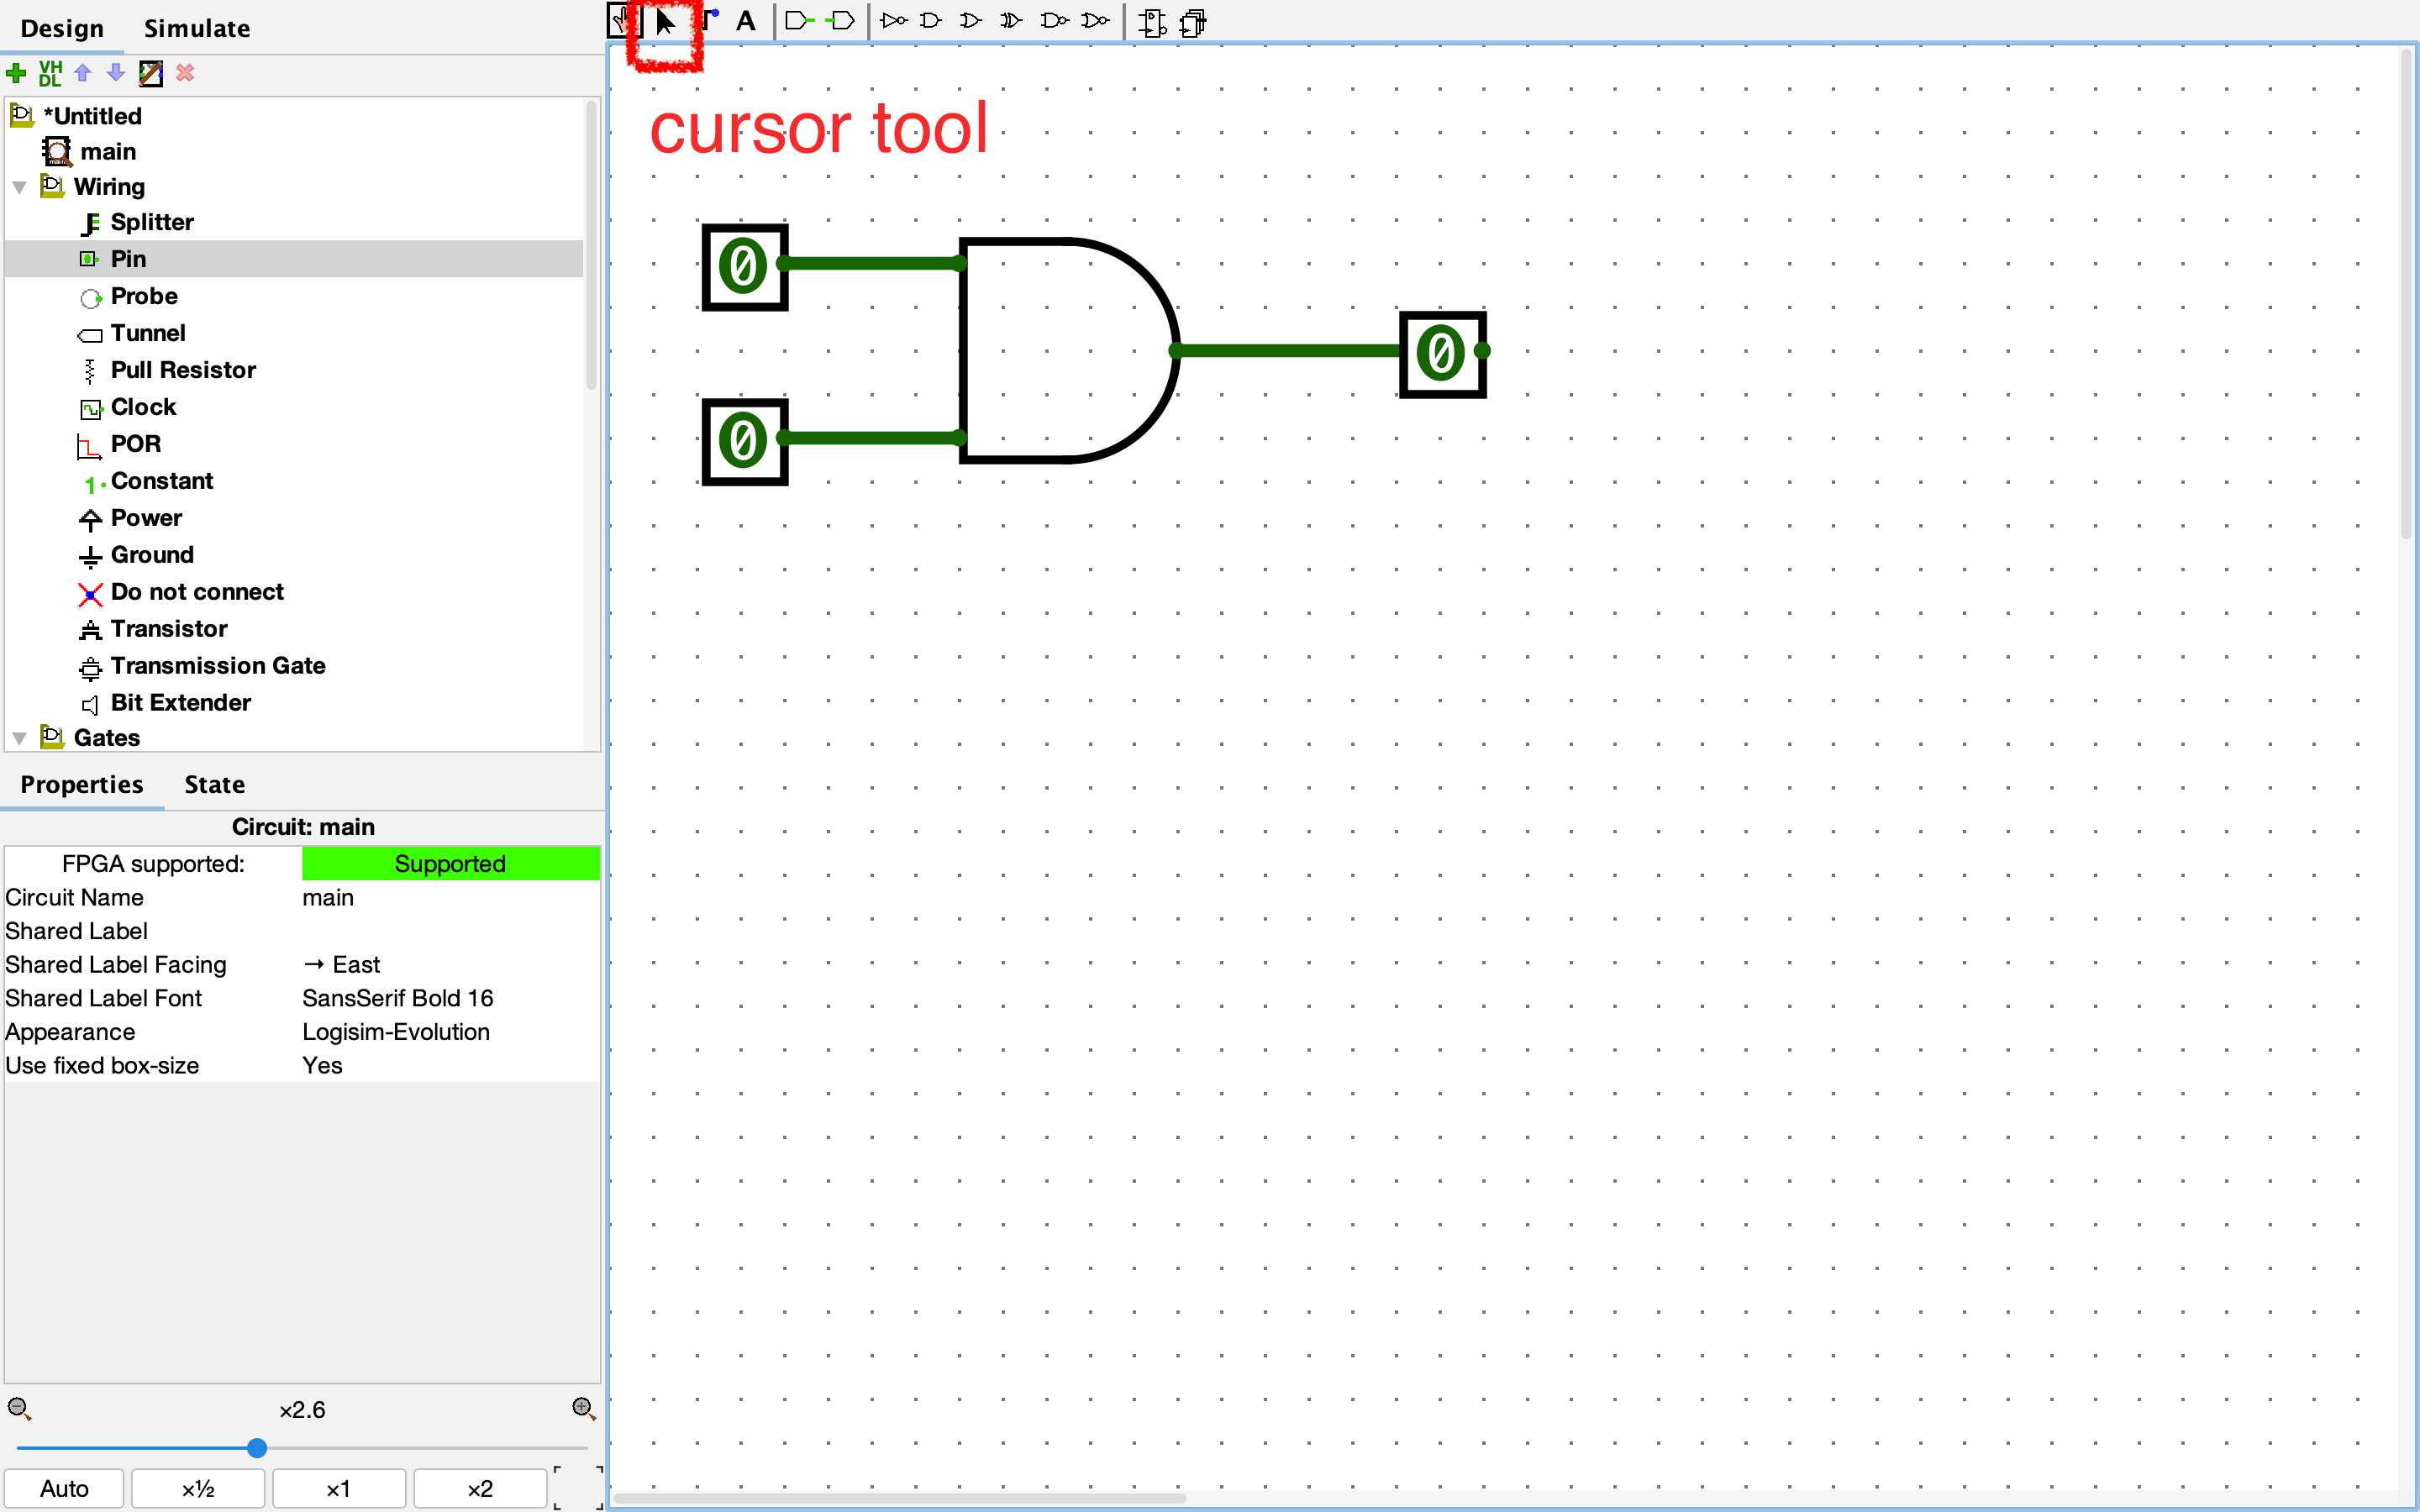 Design Simulate
A
VH
DL
*Untitled
main
Wiring
Splitter
Pin
Probe
Tunnel
Pull Resistor
Clock
POR
1 Constant
Power
Ground
Do not connect
Transistor
Transmission Gate
Bit Extender
Gates
cursor tool
0
0
0
Properties State
Circuit: main
FPGA supported: Supported
Circuit Name main
Shared Label
Shared Label Facing → East
Shared Label Font SansSerif Bold 16
Appearance Logisim-Evolution
Use fixed box-size Yes
×2.6
Auto ×½ ×1 ×2